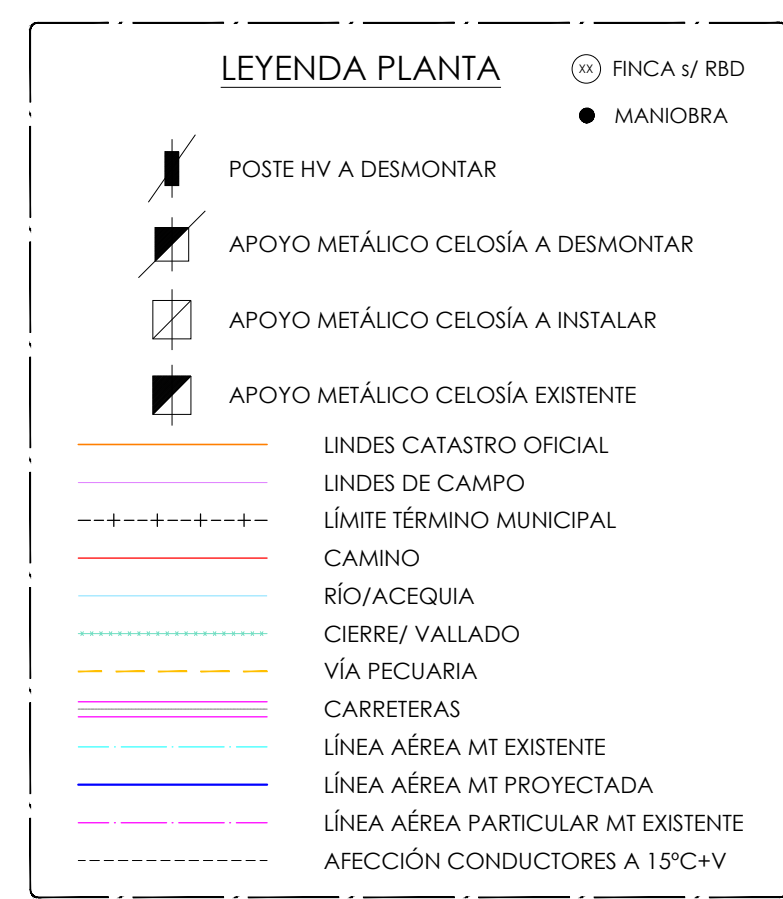 LEYENDA PLANTA
XX FINCA s/ RBD
MANIOBRA
POSTE HV A DESMONTAR
APOYO METÁLICO CELOSÍA A DESMONTAR
APOYO METÁLICO CELOSÍA A INSTALAR
APOYO METÁLICO CELOSÍA EXISTENTE
LINDES CATASTRO OFICIAL
LINDES DE CAMPO
LÍMITE TÉRMINO MUNICIPAL
CAMINO
RÍO/ACEQUIA
CIERRE/ VALLADO
VÍA PECUARIA
CARRETERAS
LÍNEA AÉREA MT EXISTENTE
LÍNEA AÉREA MT PROYECTADA
LÍNEA AÉREA PARTICULAR MT EXISTENTE
AFECCIÓN CONDUCTORES A 15ºC+V